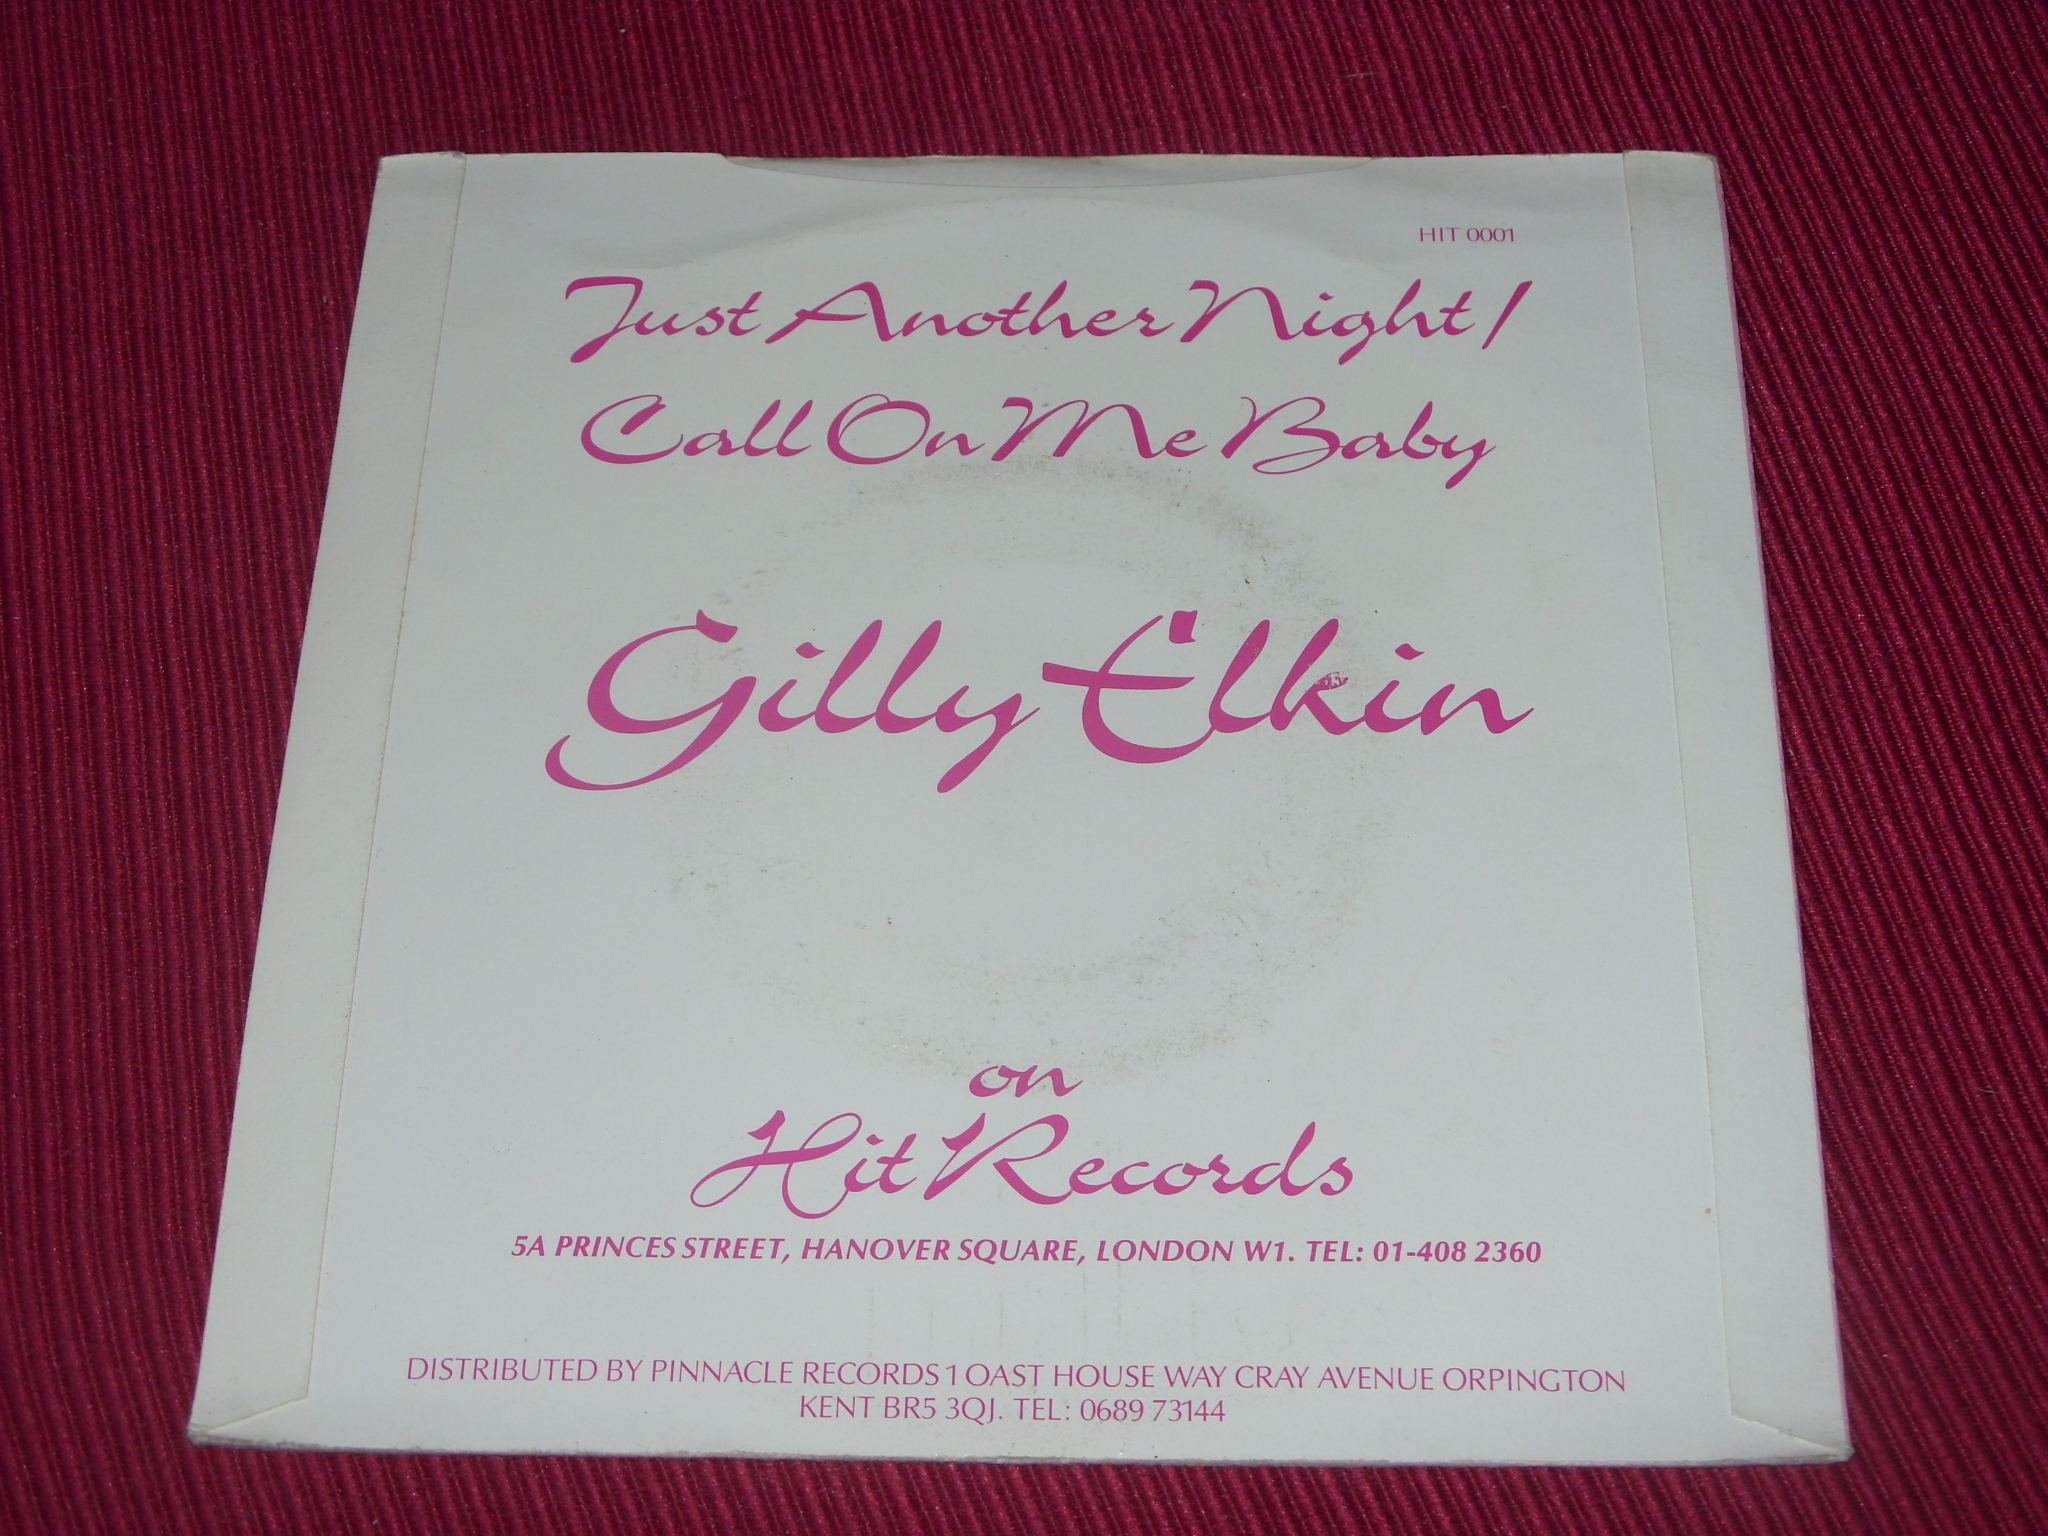 HIT 0001
Just Another Night /
Call On Me Baby
Gilly Elkin
on
Hit Records
5A PRINCES STREET, HANOVER SQUARE, LONDON W1. TEL: 01-408 2360
DISTRIBUTED BY PINNACLE RECORDS 1 OAST HOUSE WAY CRAY AVENUE ORPINGTON
KENT BR5 3QJ. TEL: 0689 73144